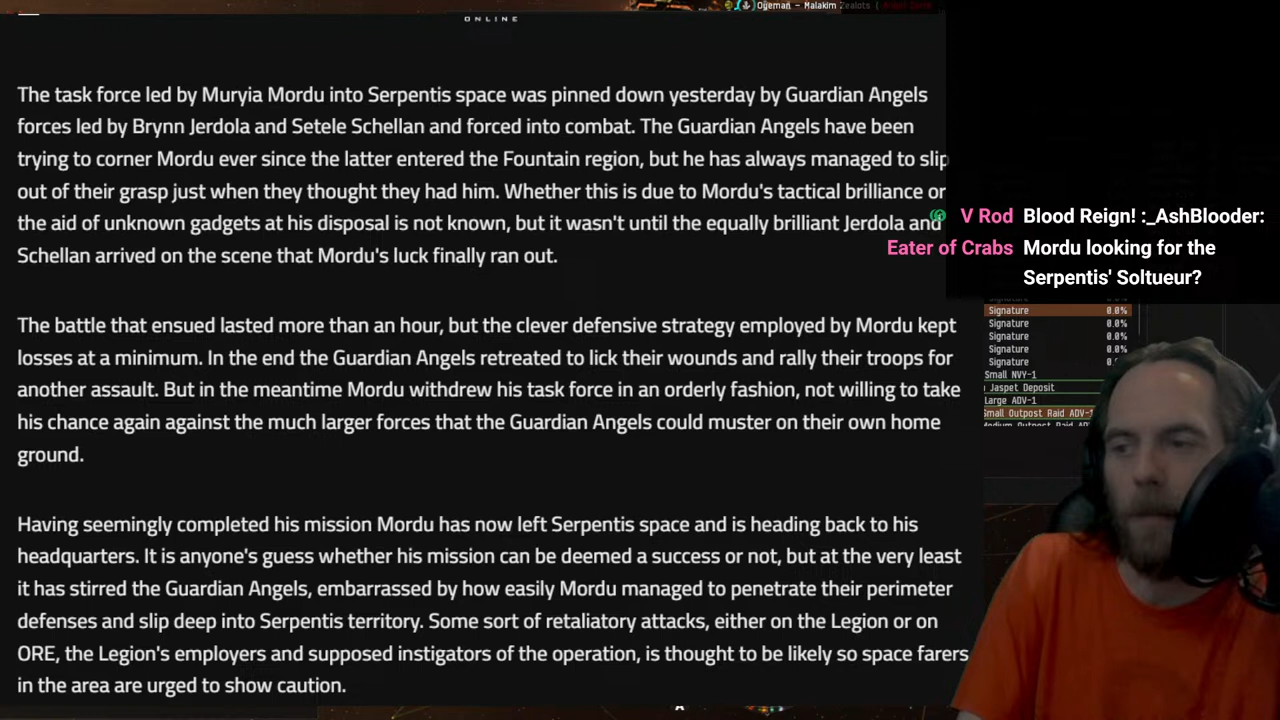 Ogeman - Malakim Zealots (
ONLINE
The task force led by Muryia Mordu into Serpentis space was pinned down yesterday by Guardian Angels
forces led by Brynn Jerdola and Setele Schellan and forced into combat. The Guardian Angels have been
trying to corner Mordu ever since the latter entered the Fountain region, but he has always managed to slip
out of their grasp just when they thought they had him. Whether this is due to Mordu's tactical brilliance or
the aid of unknown gadgets at his disposal is not known, but it wasn't until the equally brilliant Jerdola and
Schellan arrived on the scene that Mordu's luck finally ran out.
The battle that ensued lasted more than an hour, but the clever defensive strategy employed by Mordu kept
losses at a minimum. In the end the Guardian Angels retreated to lick their wounds and rally their troops for
another assault. But in the meantime Mordu withdrew his task force in an orderly fashion, not willing to take
his chance again against the much larger forces that the Guardian Angels could muster on their own home
ground.
Having seemingly completed his mission Mordu has now left Serpentis space and is heading back to his
headquarters. It is anyone's guess whether his mission can be deemed a success or not, but at the very least
it has stirred the Guardian Angels, embarrassed by how easily Mordu managed to penetrate their perimeter
defenses and slip deep into Serpentis territory. Some sort of retaliatory attacks, either on the Legion or on
ORE, the Legion's employers and supposed instigators of the operation, is thought to be likely so space farers
in the area are urged to show caution.
V Rod Blood Reign! :_AshBlooder:
Eater of Crabs Mordu looking for the
Serpentis' Soltueur?
Signature 0.0%
Signature 0.0%
Signature 0.0%
Signature 0.0%
Signature
Small NVY-1
Jaspet Deposit
Large ADV-1
Small Outpost Raid ADV-1
Medium Outpost Raid